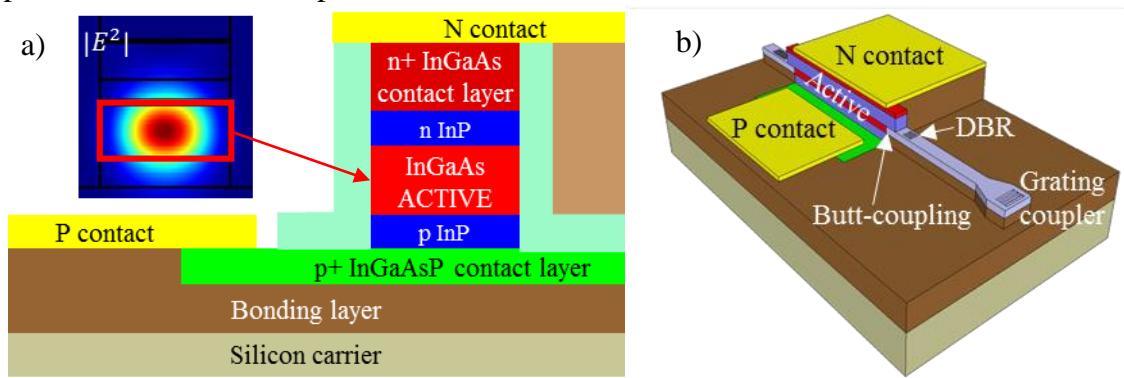 a)
|E²|
N contact
n+ InGaAs
contact layer
n InP
InGaAs
ACTIVE
p InP
P contact
p+ InGaAsP contact layer
Bonding layer
Silicon carrier
b)
N contact
Active
P contact
DBR
Butt-coupling
Grating
coupler